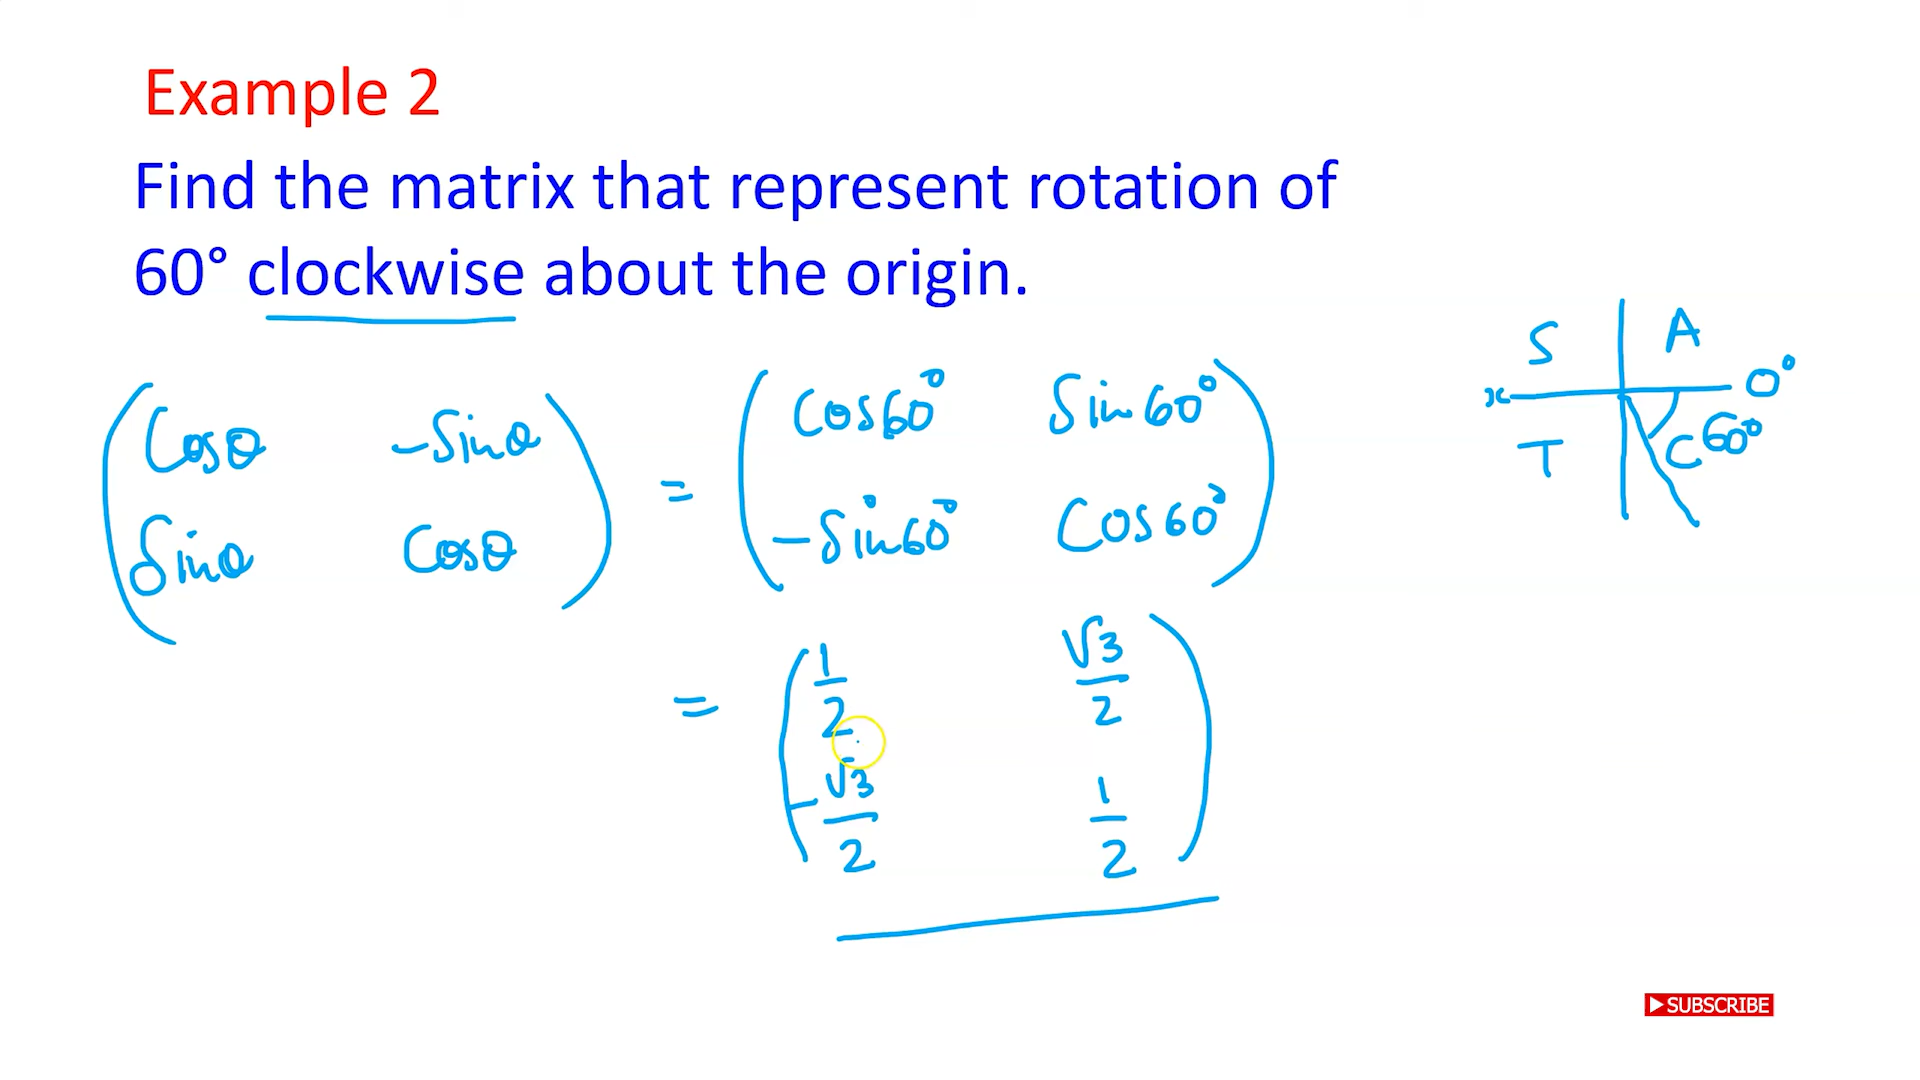 Example 2
Find the matrix that represent rotation of
60° clockwise about the origin.
S A
x 0°
T C 60°
(Cosθ -Sinθ) = (Cos60° Sin60°)
(Sinθ Cosθ) (-Sin60° Cos60°)
= (1/2 √3/2)
(-√3/2 1/2)
SUBSCRIBE